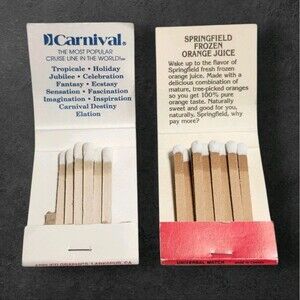 Carnival®
THE MOST POPULAR
CRUISE LINE IN THE WORLD!
Tropicale • Holiday
Jubilee • Celebration
Fantasy • Ecstasy
Sensation • Fascination
Imagination • Inspiration
Carnival Destiny
Elation
SPRINGFIELD
FROZEN
ORANGE JUICE
Wake up to the flavor of
Springfield fresh frozen
orange juice. Made with a
delicious combination of
mature, tree-picked oranges
so you get 100% pure
orange taste. Naturally
sweet and good for you,
naturally. Springfield, why
pay more?
UNIVERSAL MATCH